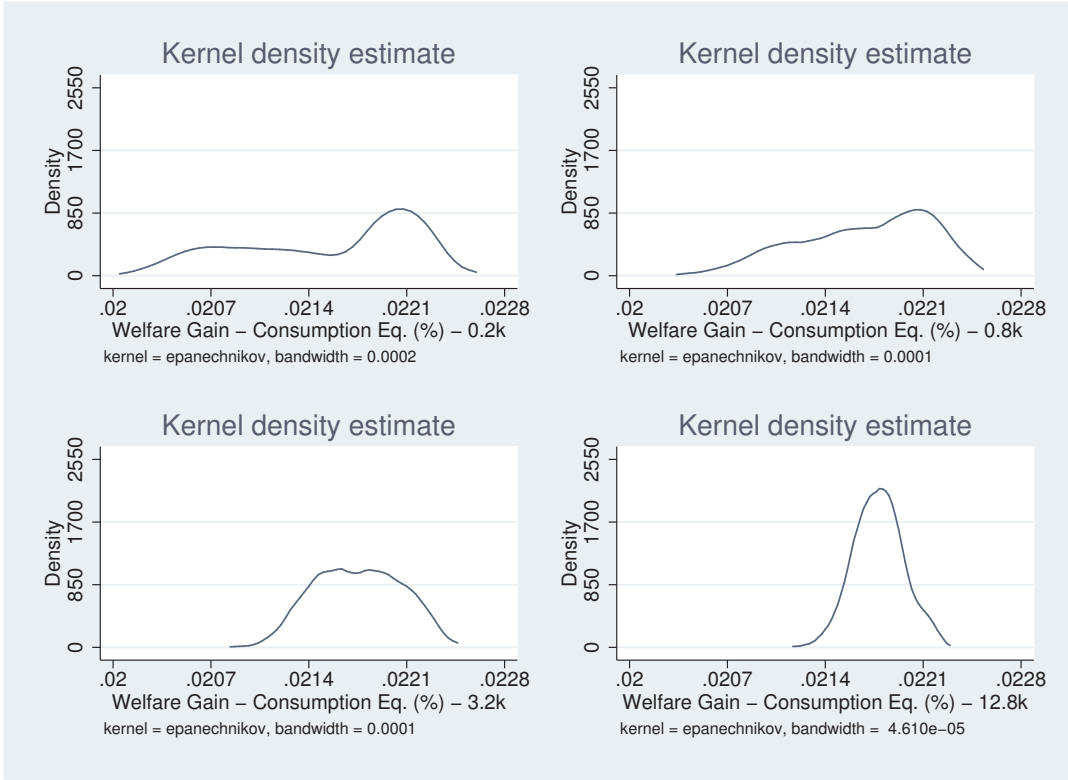 Kernel density estimate
Density
2550
1700
850
0
.02 .0207 .0214 .0221 .0228
Welfare Gain − Consumption Eq. (%) − 0.2k
kernel = epanechnikov, bandwidth = 0.0002
Kernel density estimate
Density
2550
1700
850
0
.02 .0207 .0214 .0221 .0228
Welfare Gain − Consumption Eq. (%) − 0.8k
kernel = epanechnikov, bandwidth = 0.0001
Kernel density estimate
Density
2550
1700
850
0
.02 .0207 .0214 .0221 .0228
Welfare Gain − Consumption Eq. (%) − 3.2k
kernel = epanechnikov, bandwidth = 0.0001
Kernel density estimate
Density
2550
1700
850
0
.02 .0207 .0214 .0221 .0228
Welfare Gain − Consumption Eq. (%) − 12.8k
kernel = epanechnikov, bandwidth = 4.610e−05